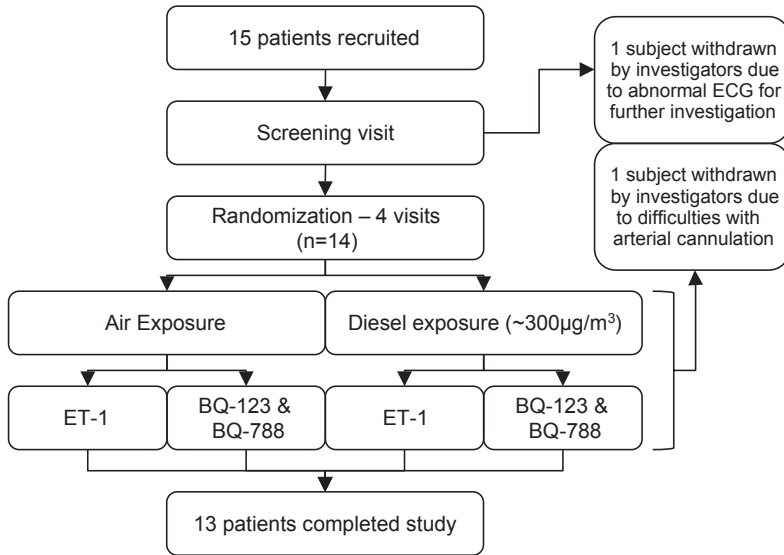 15 patients recruited
1 subject withdrawn
by investigators due
to abnormal ECG for
further investigation
Screening visit
1 subject withdrawn
by investigators due
to difficulties with
arterial cannulation
Randomization – 4 visits
(n=14)
Air Exposure
Diesel exposure (~300µg/m³)
ET-1
BQ-123 &
BQ-788
ET-1
BQ-123 &
BQ-788
13 patients completed study